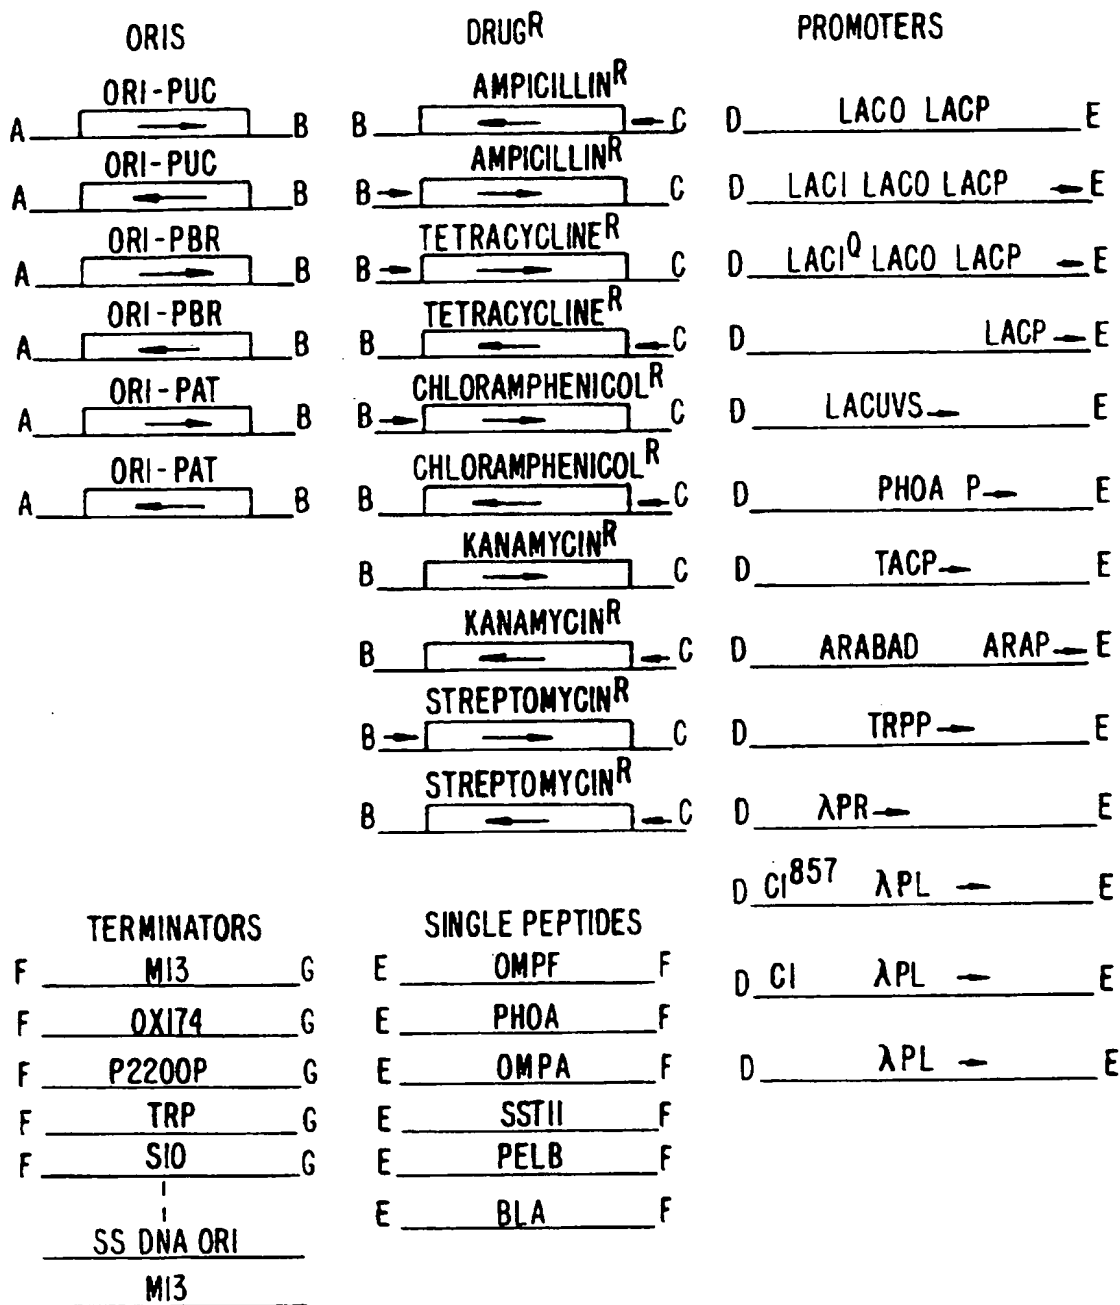 ORIS
ORI-PUC
A B
ORI-PUC
A B
ORI-PBR
A B
ORI-PBR
A B
ORI-PAT
A B
ORI-PAT
A B
DRUGR
AMPICILLINR
B C
AMPICILLINR
B C
TETRACYCLINER
B C
TETRACYCLINER
B C
CHLORAMPHENICOLR
B C
CHLORAMPHENICOLR
B C
KANAMYCINR
B C
KANAMYCINR
B C
STREPTOMYCINR
B C
STREPTOMYCINR
B C
PROMOTERS
D LACO LACP E
D LACI LACO LACP E
D LACIQ LACO LACP E
D LACP E
D LACUVS E
D PHOA P E
D TACP E
D ARABAD ARAP E
D TRPP E
D λPR E
D CI857 λPL E
D CI λPL E
D λPL E
TERMINATORS
F M13 G
F OX174 G
F P22OOP G
F TRP G
F S10 G
SS DNA ORI
M13
SINGLE PEPTIDES
E OMPF F
E PHOA F
E OMPA F
E SSTII F
E PELB F
E BLA F